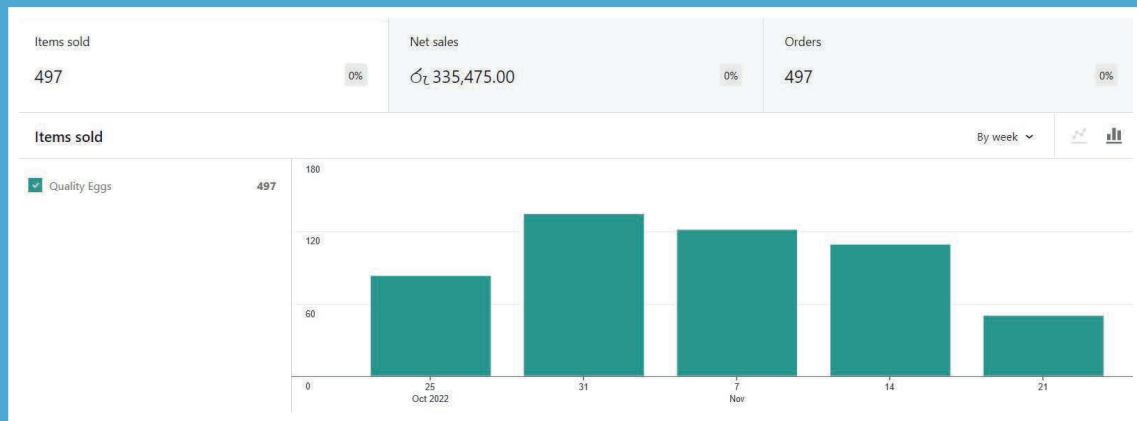 Items sold
497
0%
Net sales
රු 335,475.00
0%
Orders
497
0%
Items sold
By week
Quality Eggs
497
180
120
60
0
25
Oct 2022
31
7
Nov
14
21